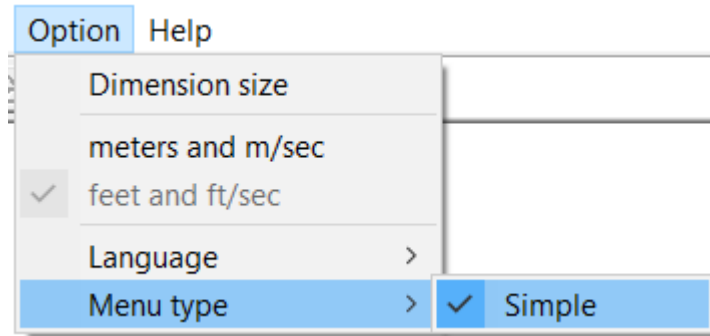 Option Help
Dimension size
meters and m/sec
feet and ft/sec
Language
Menu type
Simple